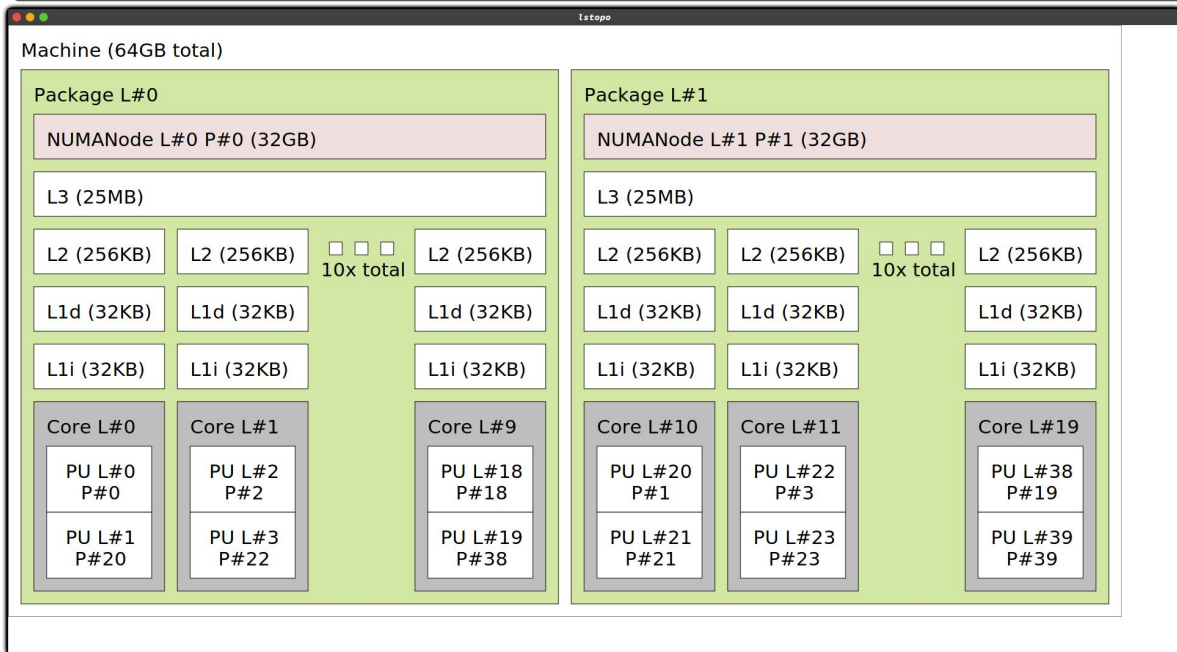 lstopo
Machine (64GB total)
Package L#0
NUMANode L#0 P#0 (32GB)
L3 (25MB)
L2 (256KB) L2 (256KB) 10x total L2 (256KB)
L1d (32KB) L1d (32KB) L1d (32KB)
L1i (32KB) L1i (32KB) L1i (32KB)
Core L#0 Core L#1 Core L#9
PU L#0 PU L#2 PU L#18
P#0 P#2 P#18
PU L#1 PU L#3 PU L#19
P#20 P#22 P#38
Package L#1
NUMANode L#1 P#1 (32GB)
L3 (25MB)
L2 (256KB) L2 (256KB) 10x total L2 (256KB)
L1d (32KB) L1d (32KB) L1d (32KB)
L1i (32KB) L1i (32KB) L1i (32KB)
Core L#10 Core L#11 Core L#19
PU L#20 PU L#22 PU L#38
P#1 P#3 P#19
PU L#21 PU L#23 PU L#39
P#21 P#23 P#39